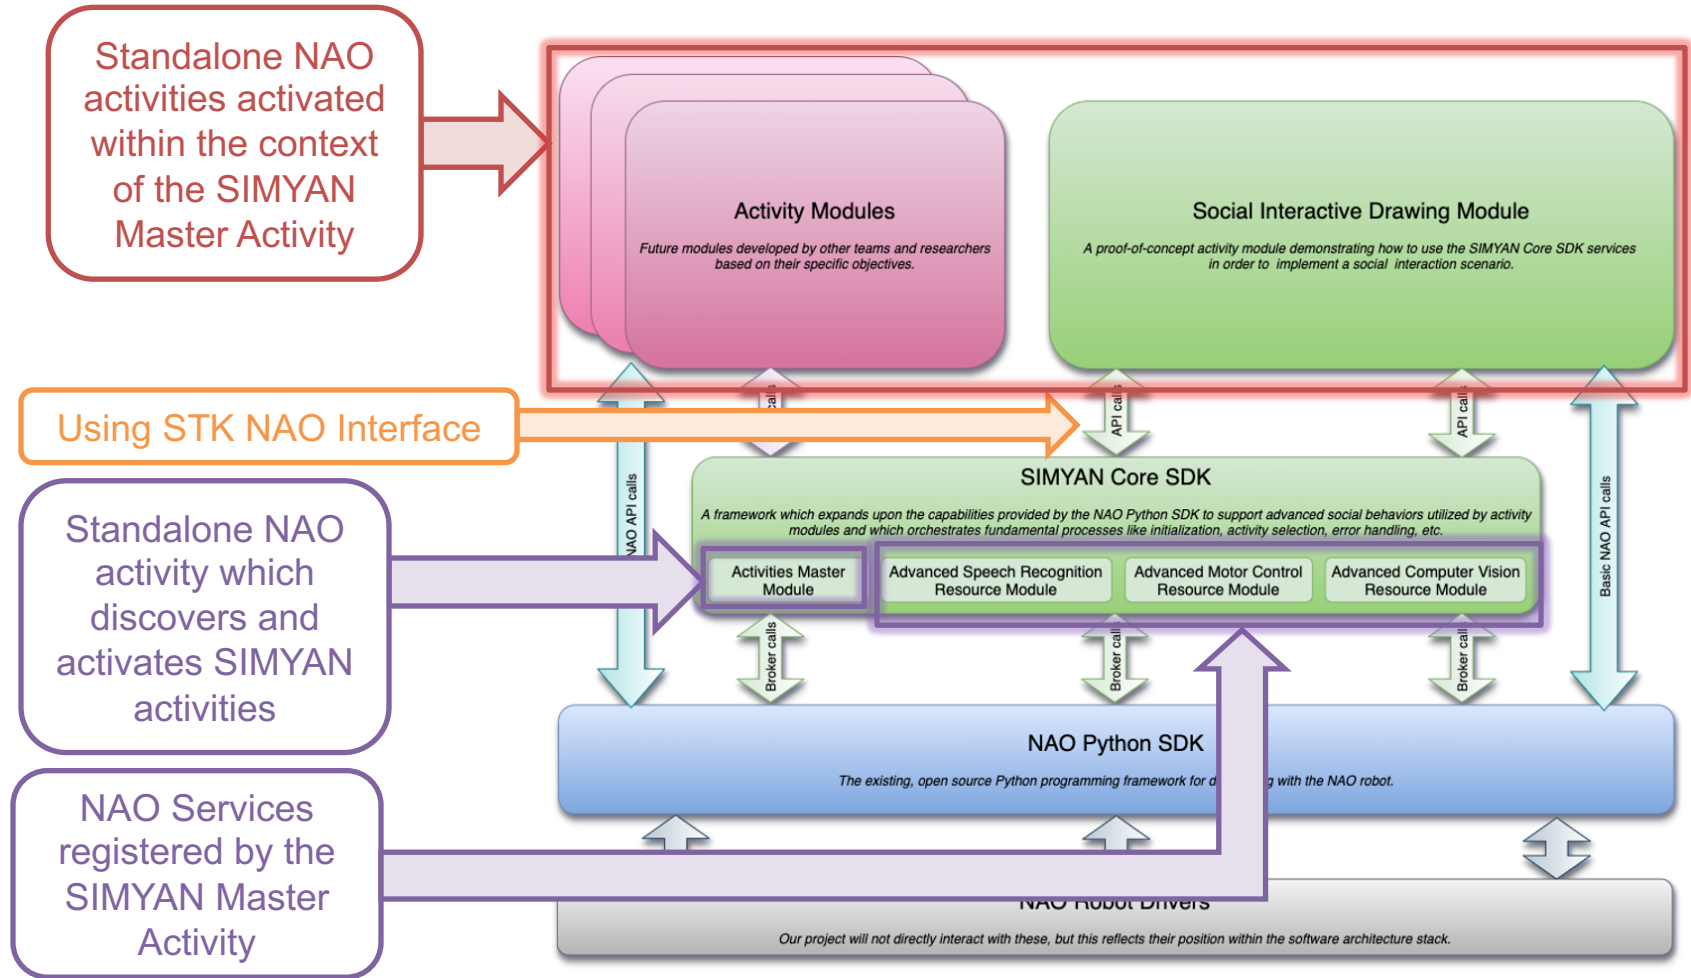 Standalone NAO
activities activated
within the context
of the SIMYAN
Master Activity
Activity Modules
Future modules developed by other teams and researchers
based on their specific objectives.
Social Interactive Drawing Module
A proof-of-concept activity module demonstrating how to use the SIMYAN Core SDK services
in order to implement a social interaction scenario.
Using STK NAO Interface
calls
API calls
API calls
NAO API calls
Basic NAO API calls
SIMYAN Core SDK
A framework which expands upon the capabilities provided by the NAO Python SDK to support advanced social behaviors utilized by activity
modules and which orchestrates fundamental processes like initialization, activity selection, error handling, etc.
Standalone NAO
activity which
discovers and
activates SIMYAN
activities
Activities Master
Module
Advanced Speech Recognition
Resource Module
Advanced Motor Control
Resource Module
Advanced Computer Vision
Resource Module
Broker calls
Broker calls
Broker calls
NAO Python SDK
The existing, open source Python programming framework for d    g with the NAO robot.
NAO Services
registered by the
SIMYAN Master
Activity
NAO Robot Drivers
Our project will not directly interact with these, but this reflects their position within the software architecture stack.